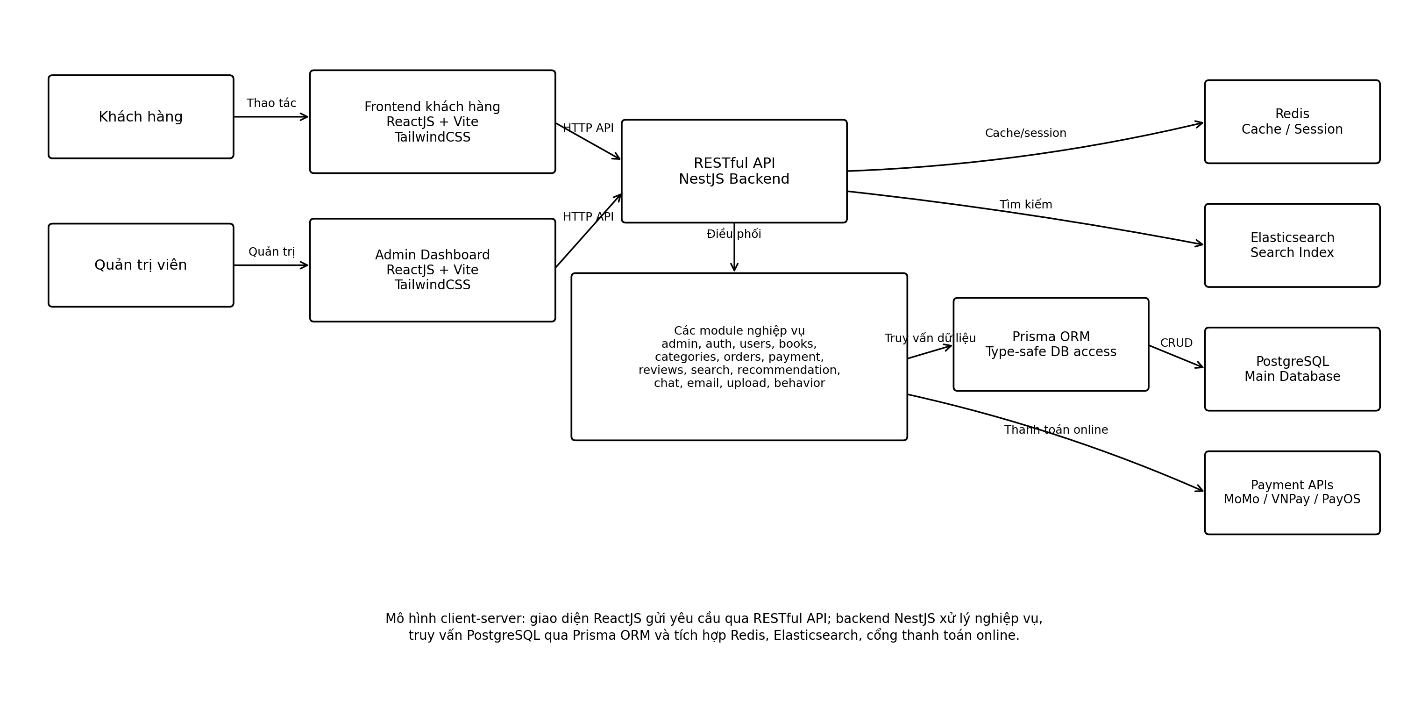 Khách hàng
Thao tác
Frontend khách hàng
ReactJS + Vite
TailwindCSS
HTTP API
Quản trị viên
Quản trị
Admin Dashboard
ReactJS + Vite
TailwindCSS
HTTP API
RESTful API
NestJS Backend
Điều phối
Các module nghiệp vụ
admin, auth, users, books,
categories, orders, payment,
reviews, search, recommendation,
chat, email, upload, behavior
Cache/session
Redis
Cache / Session
Tìm kiếm
Elasticsearch
Search Index
Truy vấn dữ liệu
Prisma ORM
Type-safe DB access
CRUD
PostgreSQL
Main Database
Thanh toán online
Payment APIs
MoMo / VNPay / PayOS
Mô hình client-server: giao diện ReactJS gửi yêu cầu qua RESTful API; backend NestJS xử lý nghiệp vụ,
truy vấn PostgreSQL qua Prisma ORM và tích hợp Redis, Elasticsearch, cổng thanh toán online.